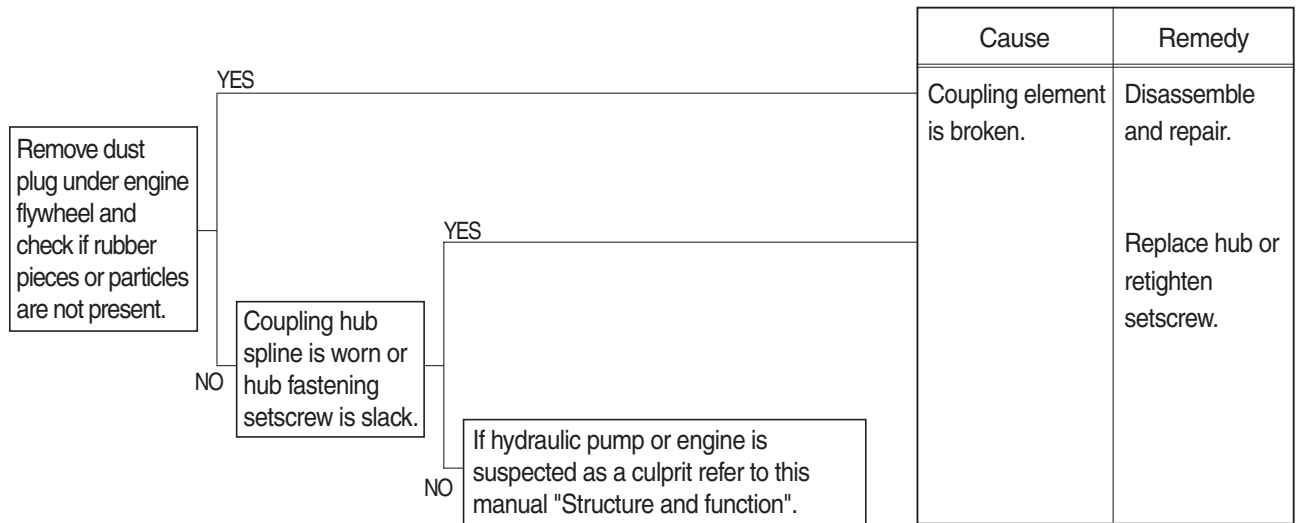 Cause
Remedy
YES
Coupling element
is broken.
Disassemble
and repair.
Remove dust
plug under engine
flywheel and
check if rubber
pieces or particles
are not present.
YES
Replace hub or
retighten
setscrew.
NO
Coupling hub
spline is worn or
hub fastening
setscrew is slack.
NO
If hydraulic pump or engine is
suspected as a culprit refer to this
manual "Structure and function".